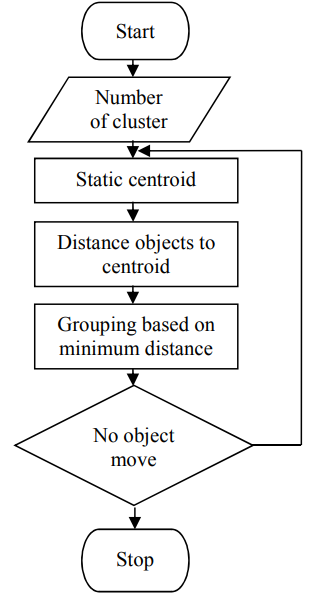 Start
Number
of cluster
Static centroid
Distance objects to
centroid
Grouping based on
minimum distance
No object
move
Stop